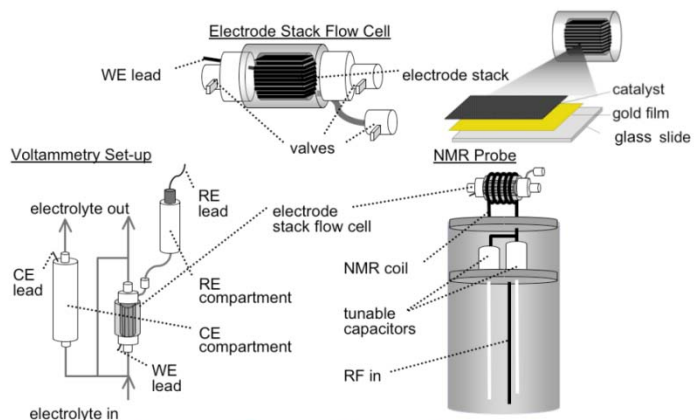 Electrode Stack Flow Cell
WE lead
electrode stack
valves
catalyst
gold film
glass slide
Voltammetry Set-up
RE
lead
electrolyte out
CE
lead
electrode
stack flow cell
RE
compartment
CE
compartment
WE
lead
electrolyte in
NMR Probe
NMR coil
tunable
capacitors
RF in